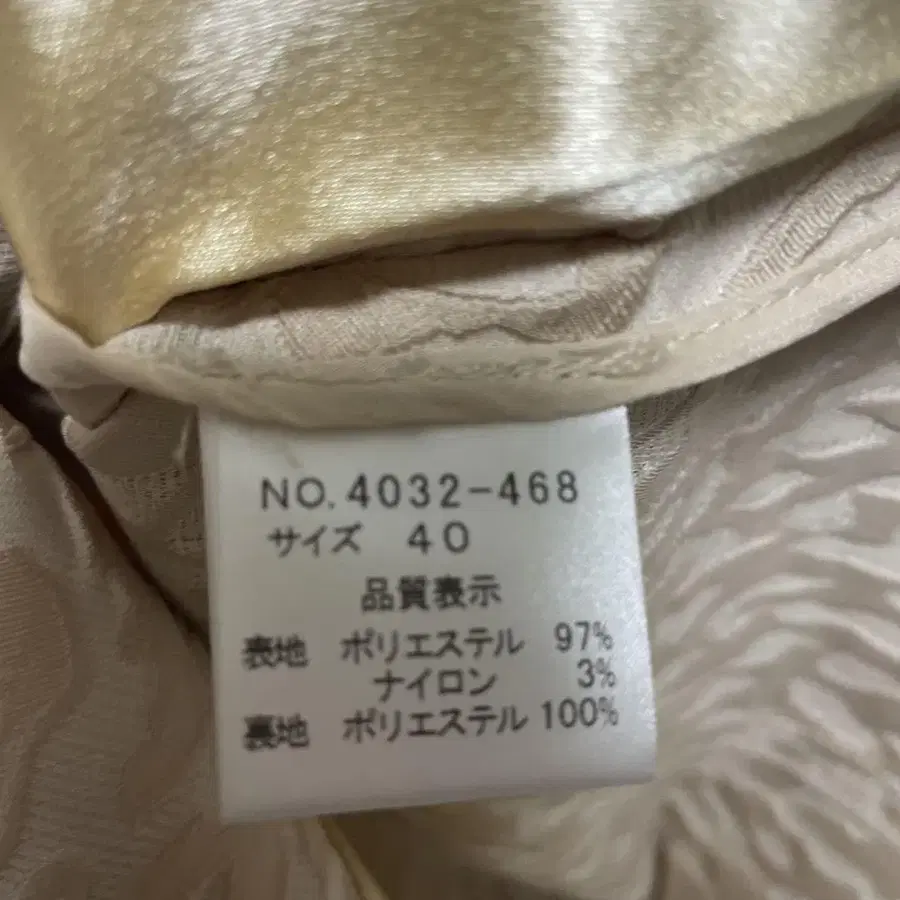 NO.4032-468
サイズ 40
品質表示
表地 ポリエステル 97%
ナイロン 3%
裏地 ポリエステル 100%